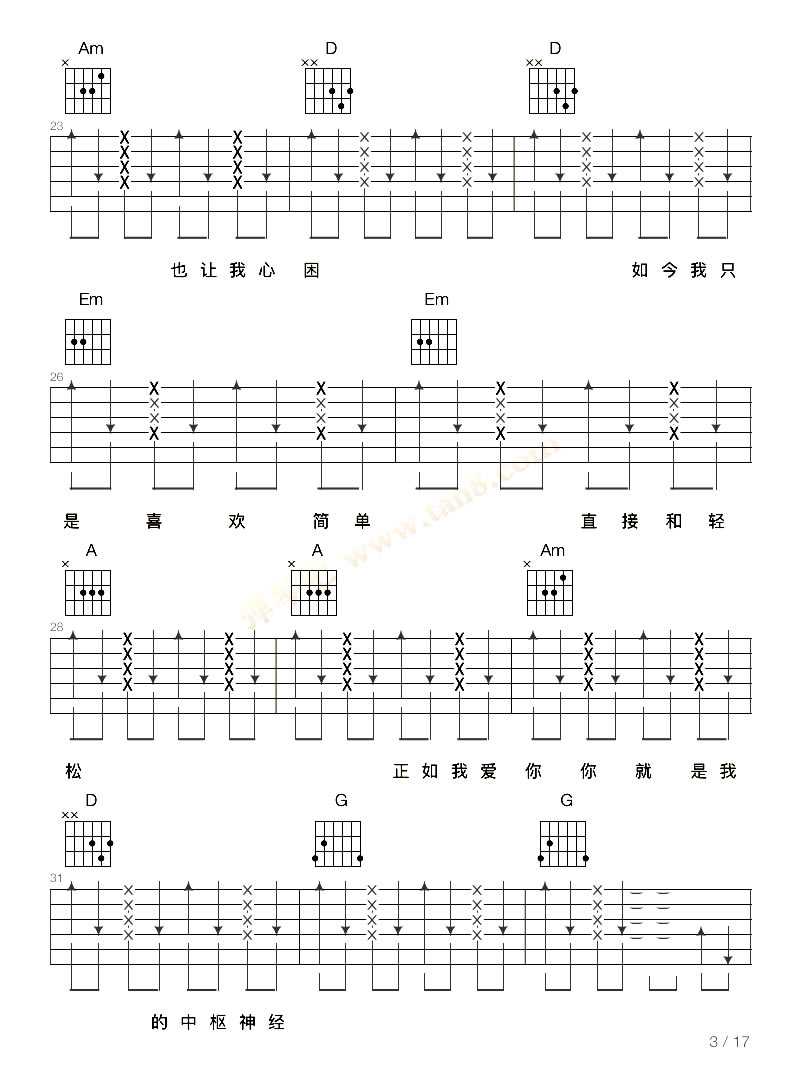 Am D D
× ×× ××
23
也让我心困 如今我只
Em Em
26
是喜欢简单 直接和轻
A A Am
× × ×
28
松 正如我爱你你就是我
D G G
××
31
的中枢神经
3 / 17
www.tan8.com